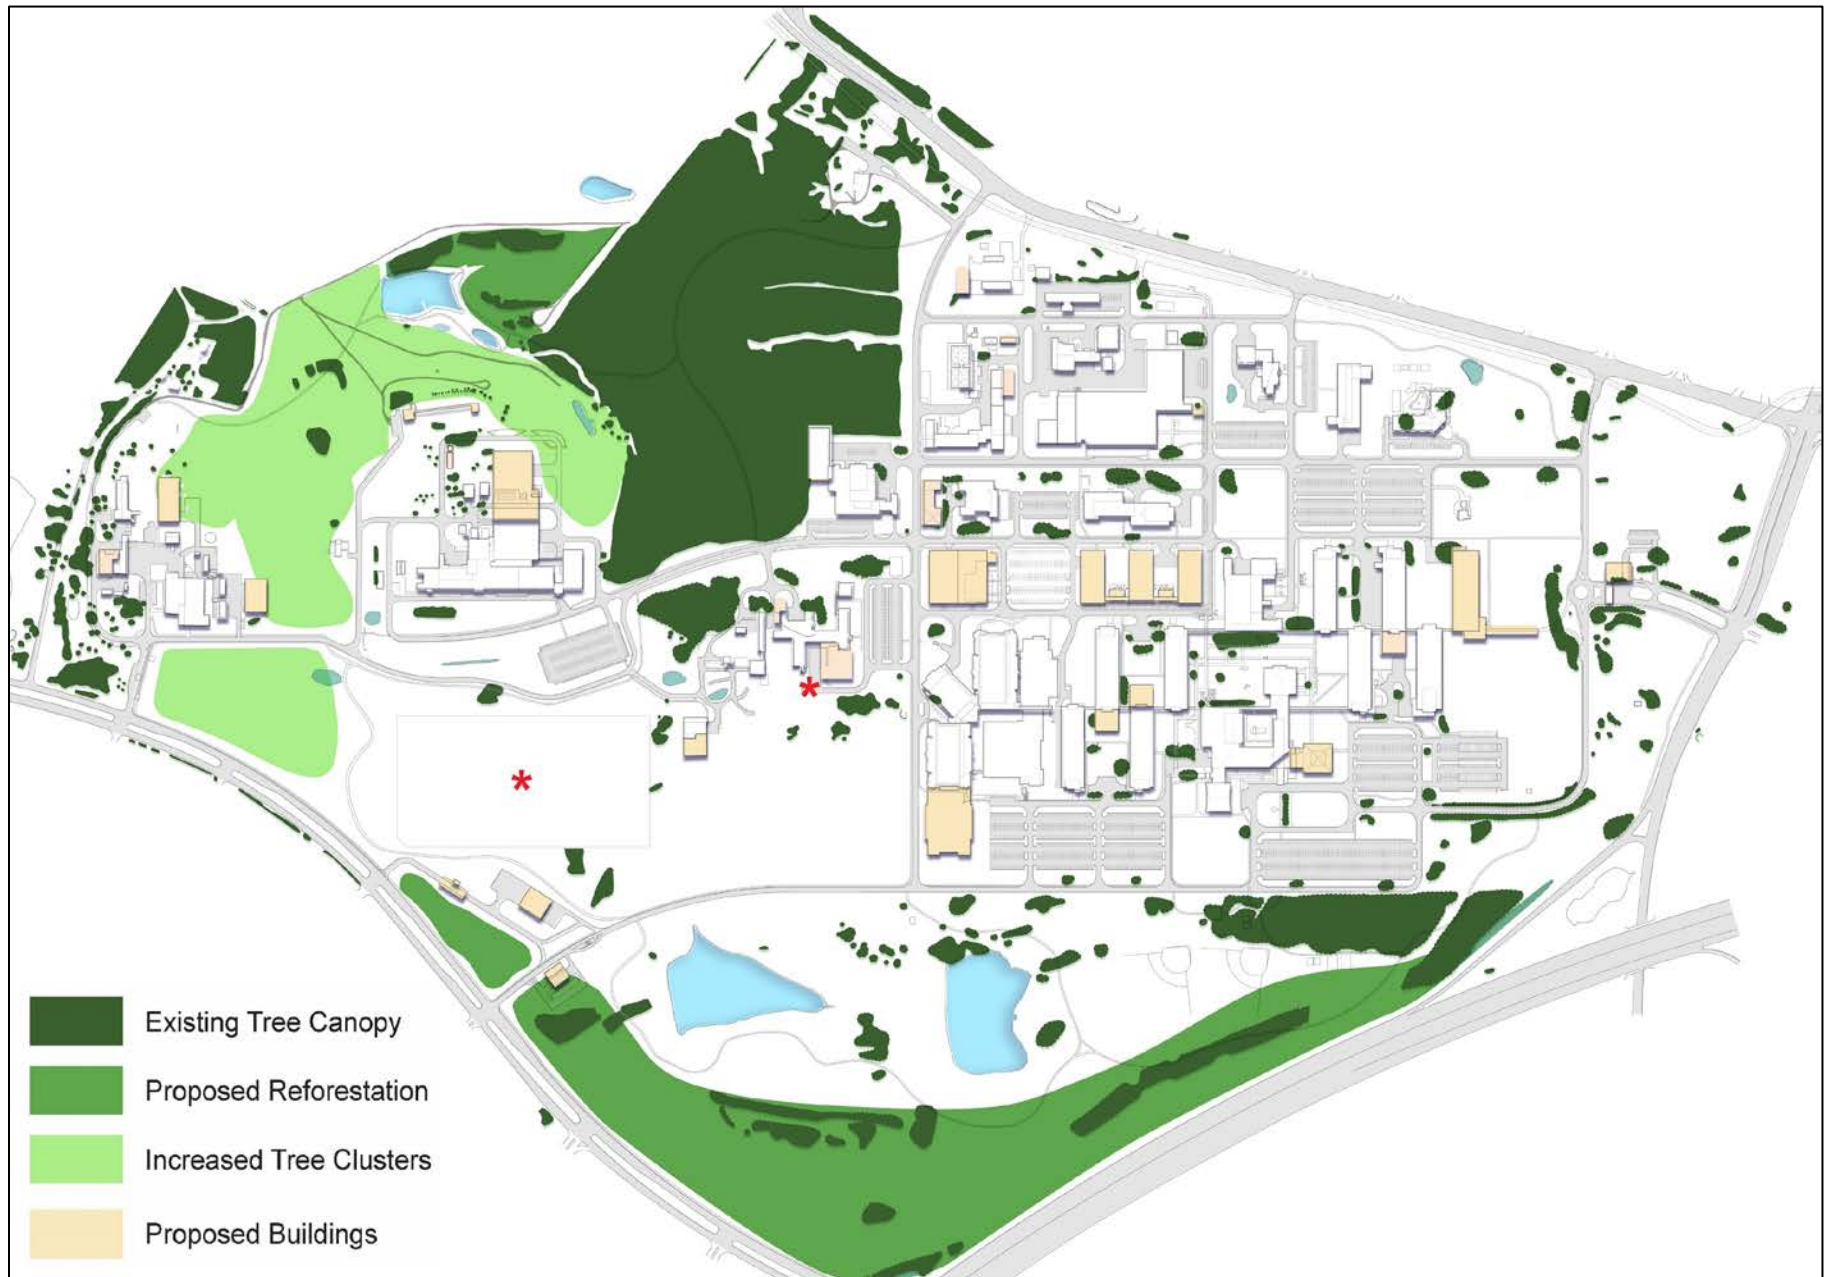 Existing Tree Canopy
Proposed Reforestation
Increased Tree Clusters
Proposed Buildings